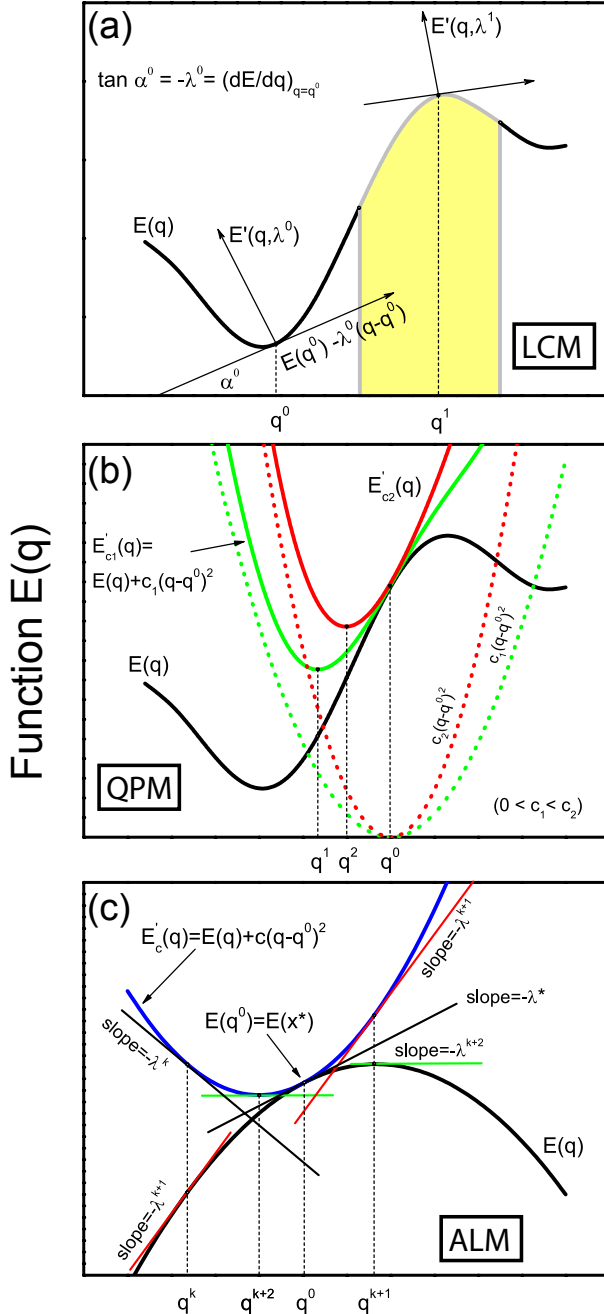 Function E(q)
(a)
tan α⁰ = -λ⁰= (dE/dq)q=q⁰
E'(q,λ¹)
E(q)
E'(q,λ⁰)
E(q⁰) -λ⁰(q-q⁰)
α⁰
LCM
q⁰ q¹
(b)
E'c2(q)
E'c1(q)=
E(q)+c₁(q-q⁰)²
E(q)
c₂(q-q⁰)²
c₁(q-q⁰)²
QPM
(0 < c₁ < c₂)
q¹ q² q⁰
(c)
E'c(q)=E(q)+c(q-q⁰)²
slope=-λᵏ⁺¹
slope=-λ*
E(q⁰)=E(x*)
slope=-λᵏ
slope=-λᵏ⁺²
E(q)
slope=-λᵏ⁺¹
ALM
qᵏ qᵏ⁺² q⁰ qᵏ⁺¹